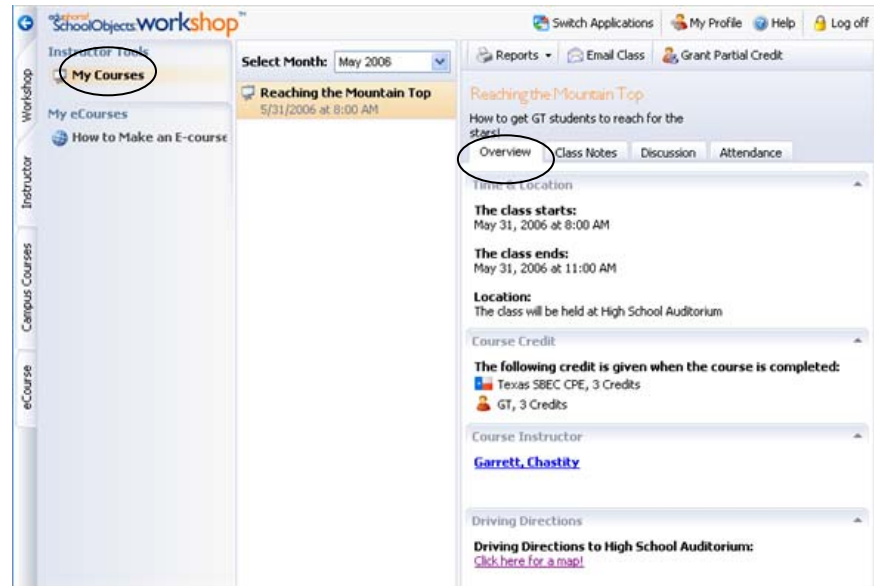 eduphoria! SchoolObjects:workshop™
Switch Applications My Profile Help Log off
Workshop
Instructor
Campus Courses
eCourse
Instructor Tools
My Courses
My eCourses
How to Make an E-course
Select Month: May 2006
Reaching the Mountain Top
5/31/2006 at 8:00 AM
Reports Email Class Grant Partial Credit
Reaching the Mountain Top
How to get GT students to reach for the
stars!
Overview Class Notes Discussion Attendance
Time & Location
The class starts:
May 31, 2006 at 8:00 AM
The class ends:
May 31, 2006 at 11:00 AM
Location:
The class will be held at High School Auditorium
Course Credit
The following credit is given when the course is completed:
Texas SBEC CPE, 3 Credits
GT, 3 Credits
Course Instructor
Garrett, Chastity
Driving Directions
Driving Directions to High School Auditorium:
Click here for a map!